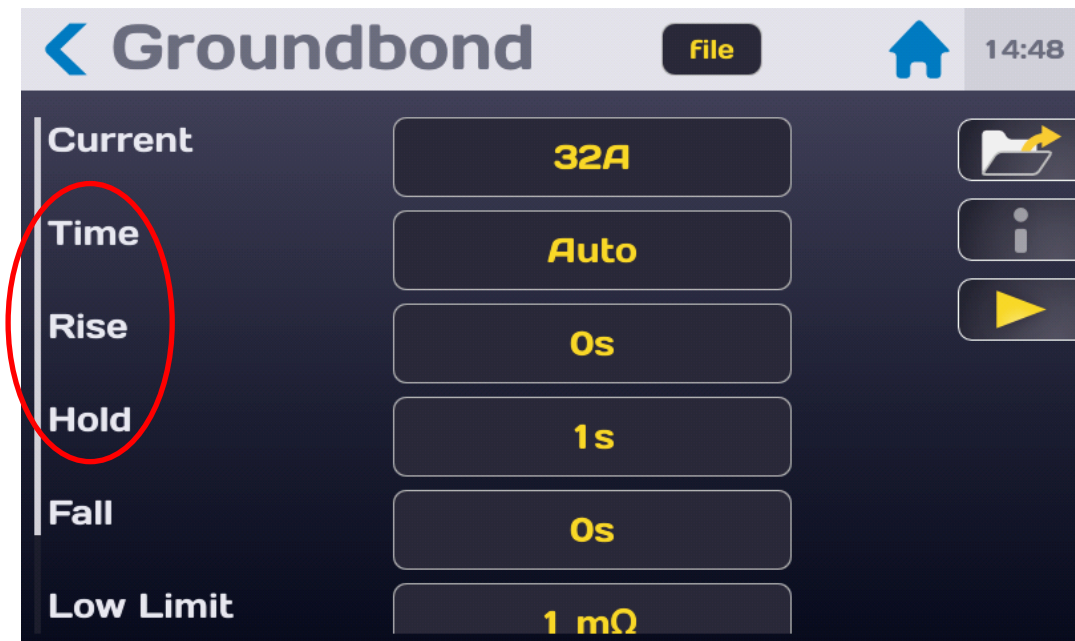 Groundbond file 14:48
Current 32A
Time Auto
Rise 0s
Hold 1s
Fall 0s
Low Limit 1 mΩ